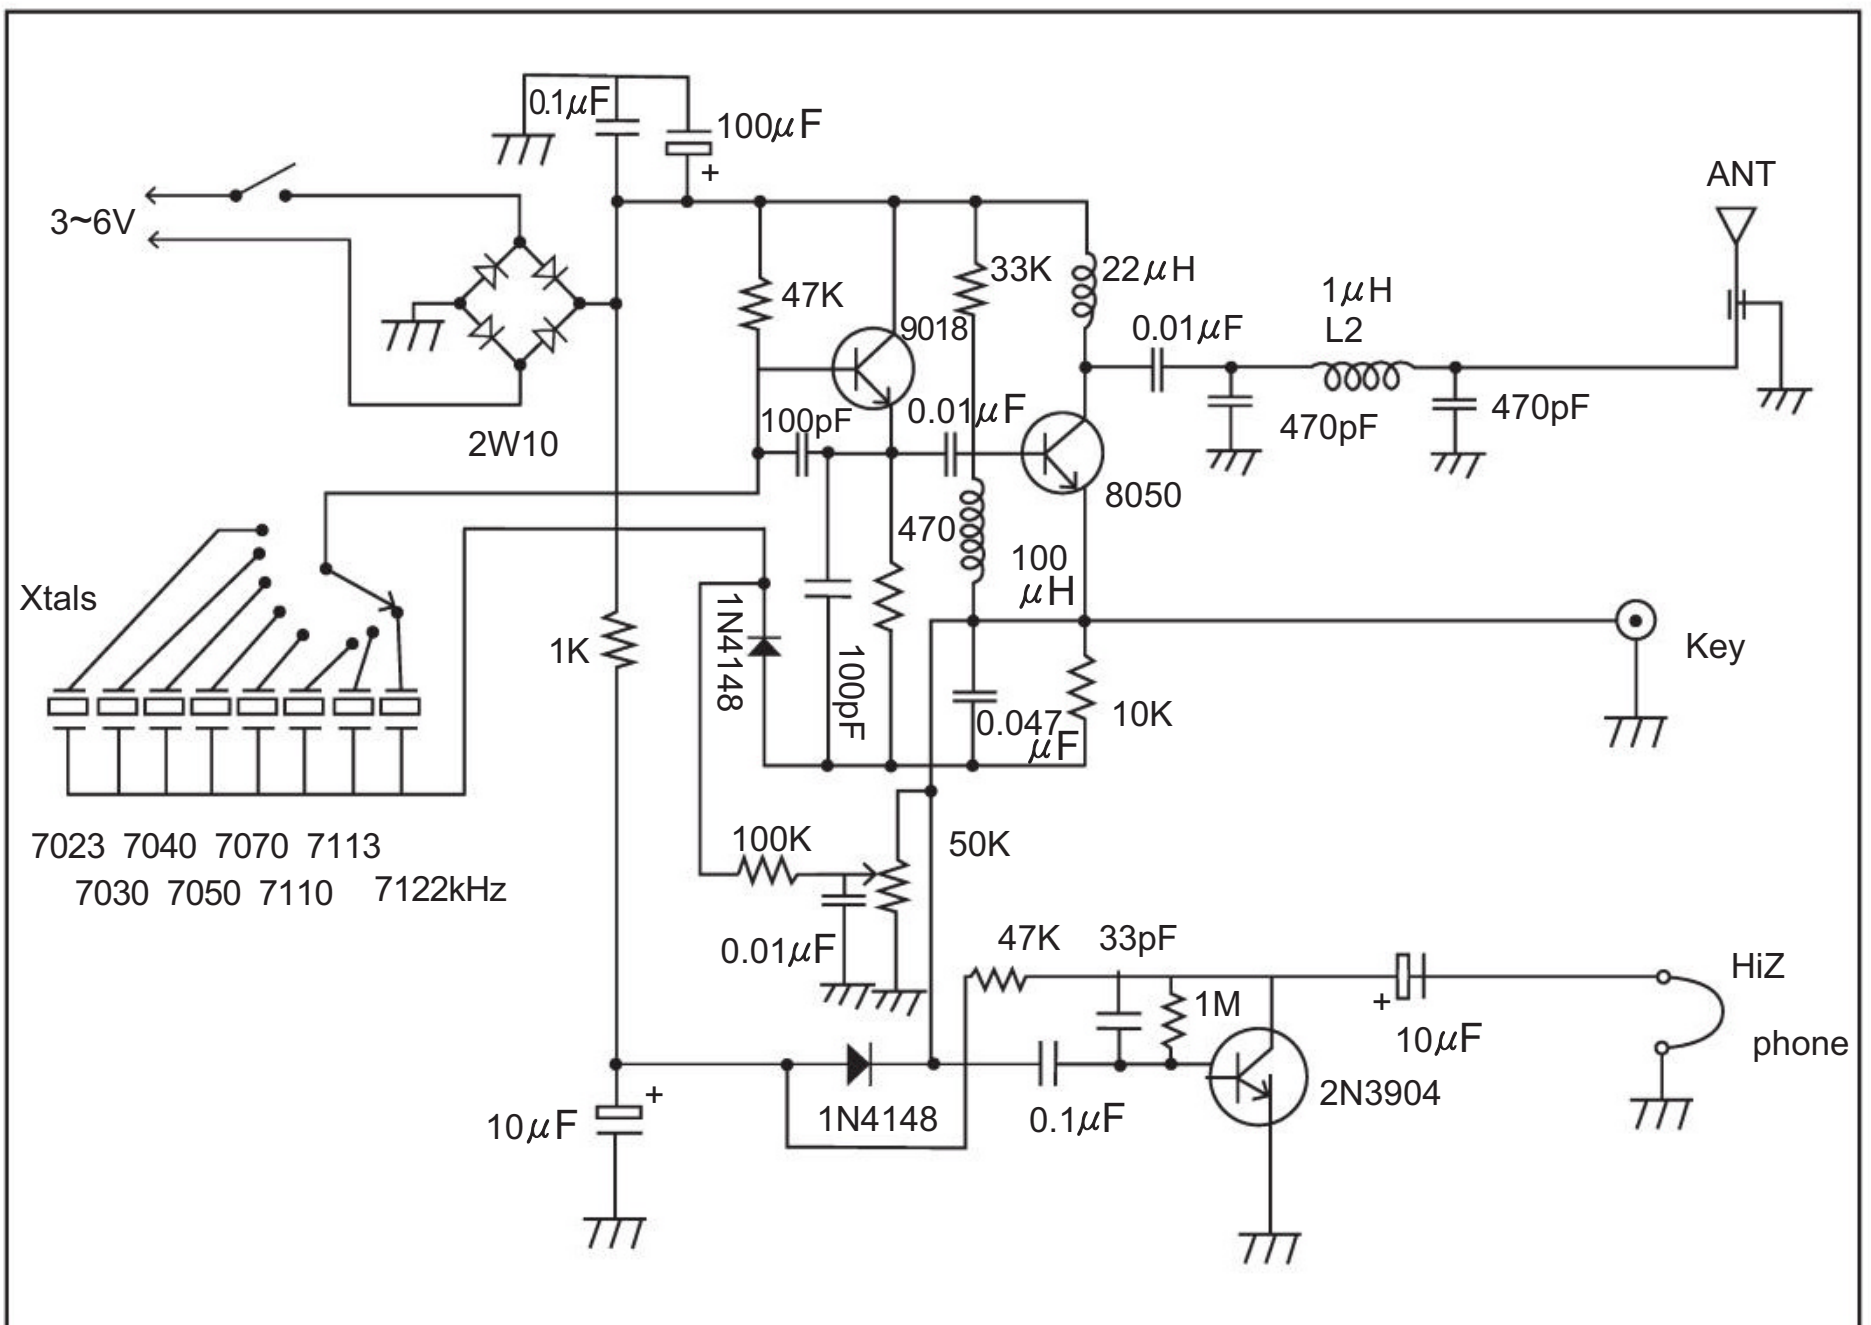 0.1μF
100μF
+
3~6V
ANT
47K
33K
22μH
9018
0.01μF
1μH
L2
2W10
100pF
0.01μF
470pF
470pF
8050
470
100
μH
Xtals
1K
1N4148
100pF
0.047
μF
10K
Key
7023 7040 7070 7113
7030 7050 7110 7122kHz
100K
50K
0.01μF
47K
33pF
1M
+
10μF
HiZ
phone
2N3904
+
10μF
1N4148
0.1μF